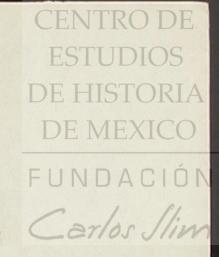 CENTRO DE
ESTUDIOS
DE HISTORIA
DE MEXICO
FUNDACIÓN
Carlos Slim